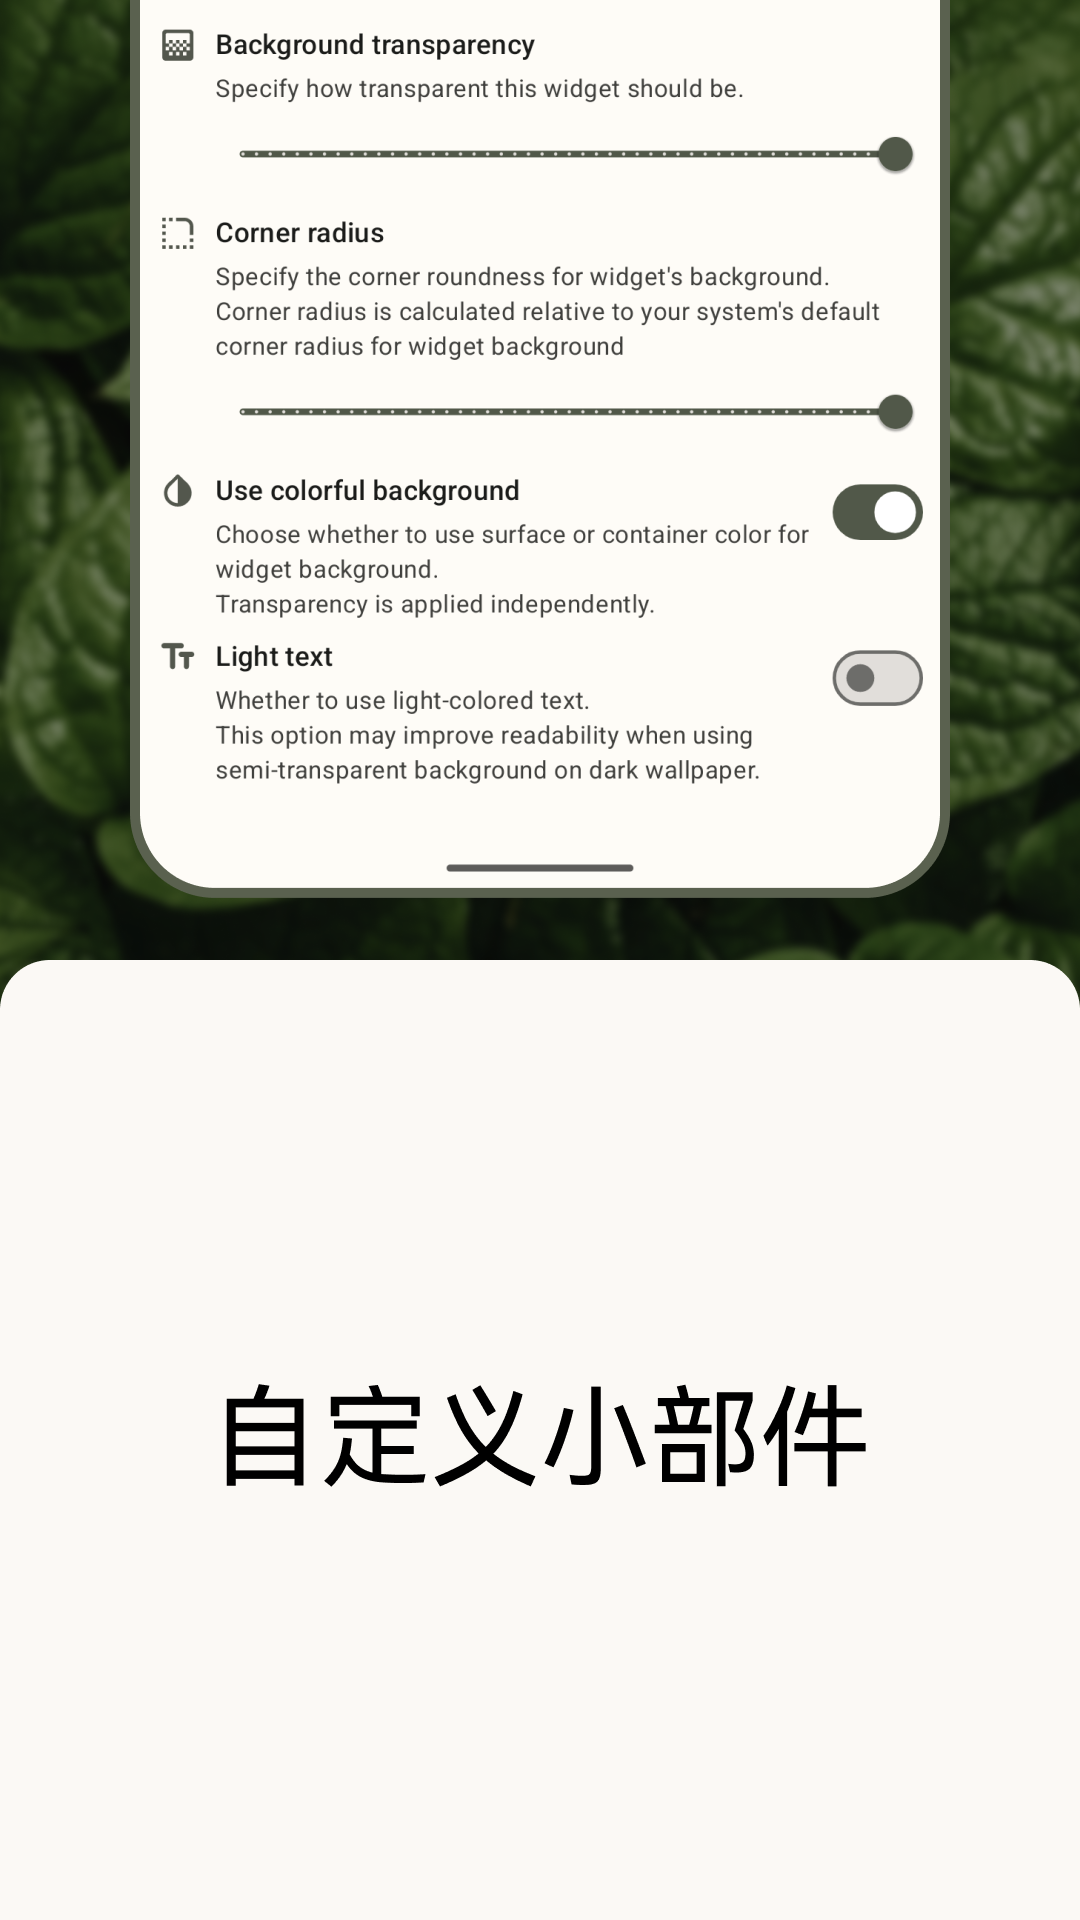 Background transparency
Specify how transparent this widget should be.
Corner radius
Specify the corner roundness for widget's background.
Corner radius is calculated relative to your system's default
corner radius for widget background
Use colorful background
Choose whether to use surface or container color for
widget background.
Transparency is applied independently.
Light text
Whether to use light-colored text.
This option may improve readability when using
semi-transparent background on dark wallpaper.
自定义小部件